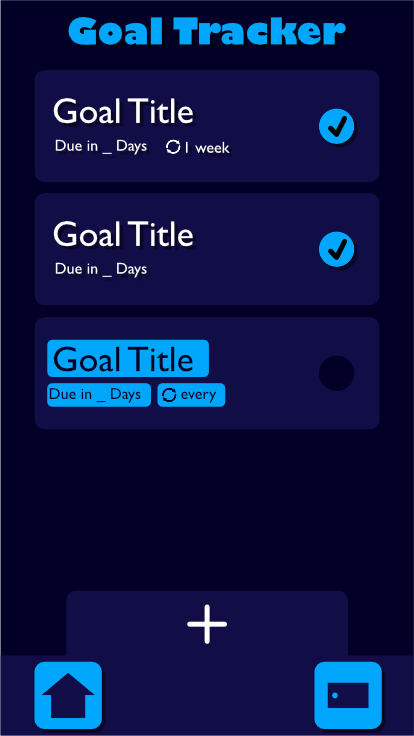 Goal Tracker
Goal Title
Due in _ Days 1 week
Goal Title
Due in _ Days
Goal Title
Due in _ Days every